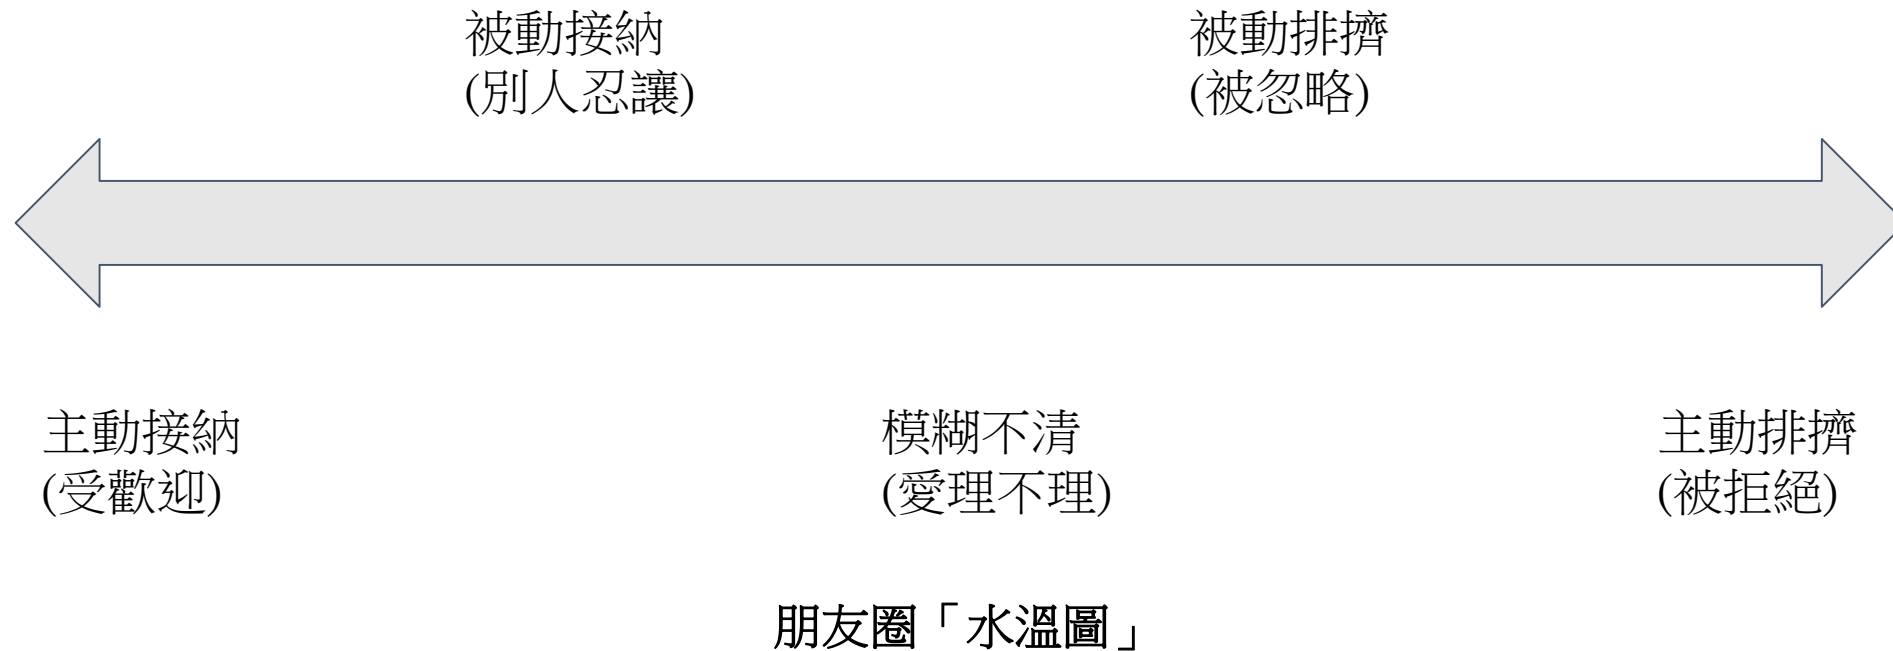 被動接納
(別人忍讓)
被動排擠
(被忽略)
主動接納
(受歡迎)
模糊不清
(愛理不理)
主動排擠
(被拒絕)
朋友圈「水溫圖」